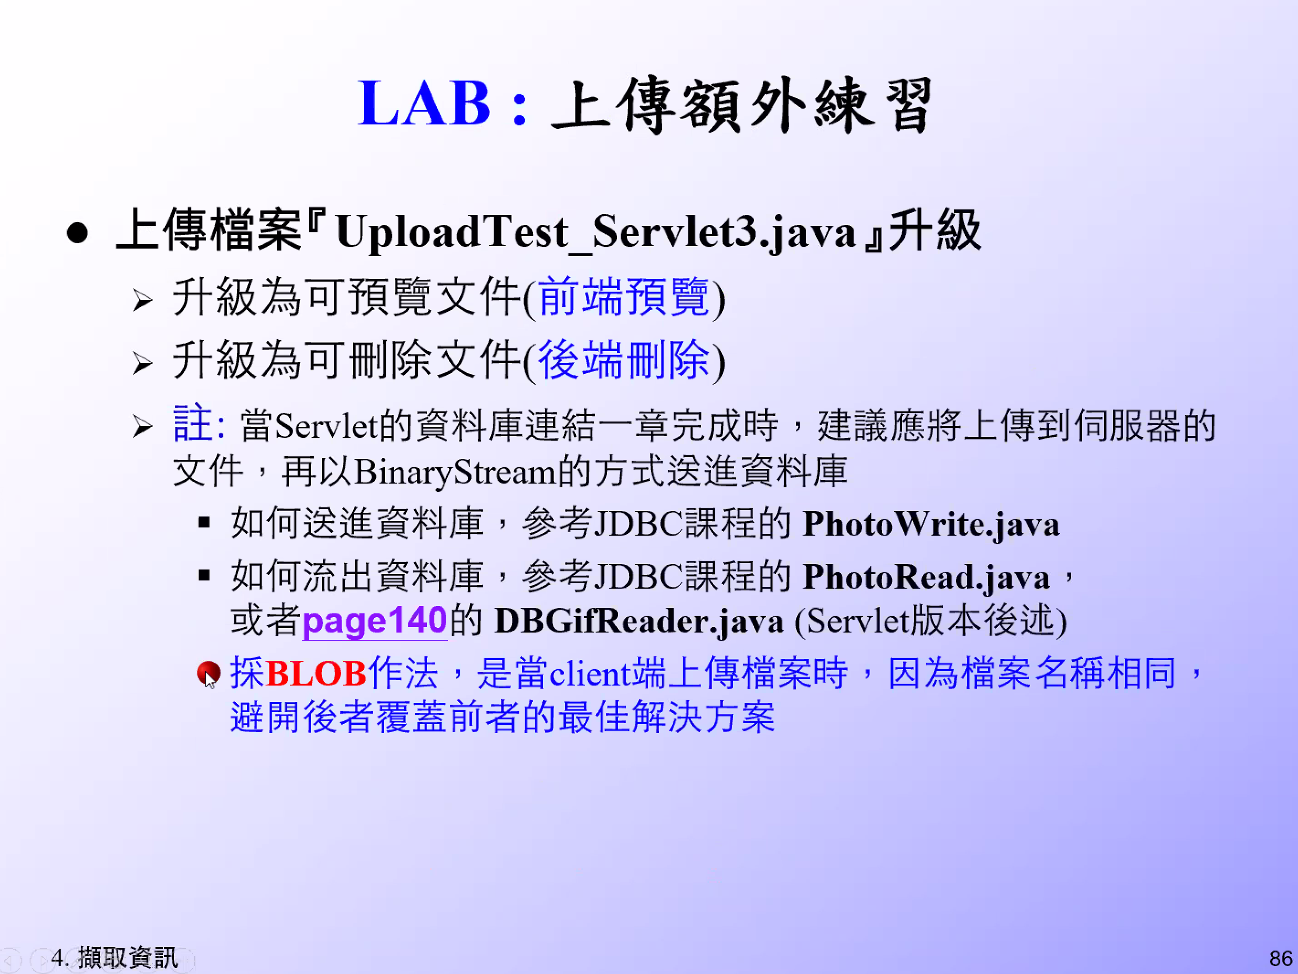 LAB : 上傳額外練習
● 上傳檔案『UploadTest_Servlet3.java』升級
➢ 升級為可預覽文件(前端預覽)
➢ 升級為可刪除文件(後端刪除)
➢ 註: 當Servlet的資料庫連結一章完成時，建議應將上傳到伺服器的
文件，再以BinaryStream的方式送進資料庫
▪ 如何送進資料庫，參考JDBC課程的 PhotoWrite.java
▪ 如何流出資料庫，參考JDBC課程的 PhotoRead.java，
或者page140的 DBGifReader.java (Servlet版本後述)
採BLOB作法，是當client端上傳檔案時，因為檔案名稱相同，
避開後者覆蓋前者的最佳解決方案
4. 擷取資訊
86